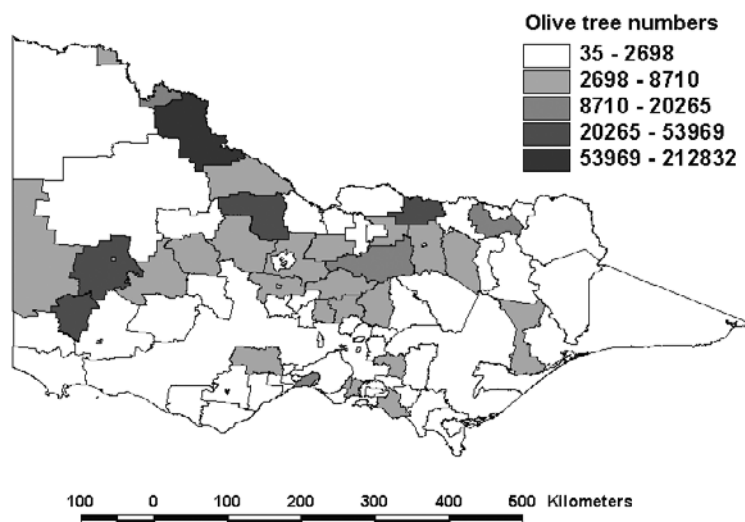 Olive tree numbers
35 - 2698
2698 - 8710
8710 - 20265
20265 - 53969
53969 - 212832
100 0 100 200 300 400 500 Kilometers